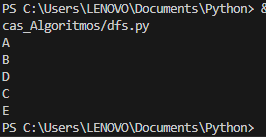 PS C:\Users\LENOVO\Documents\Python> &
cas_Algoritmos/dfs.py
A
B
D
C
E
PS C:\Users\LENOVO\Documents\Python>